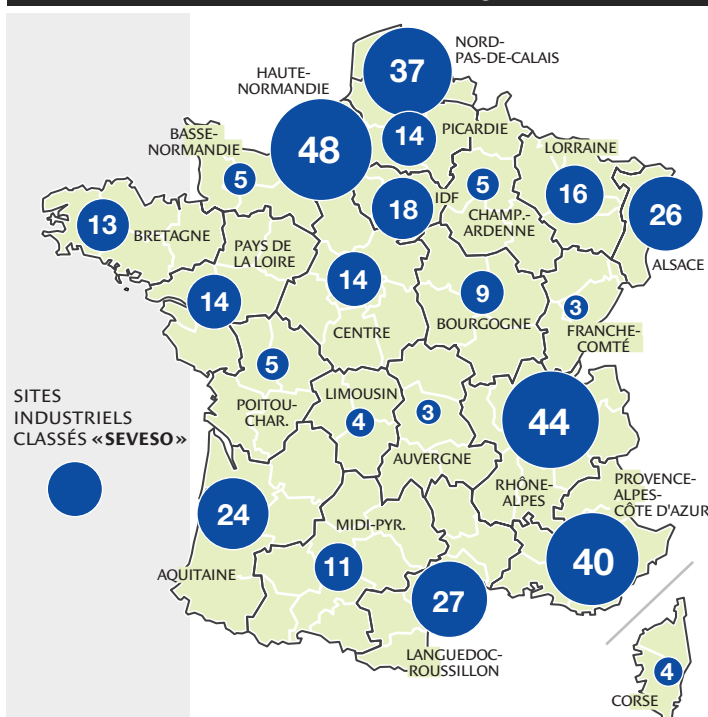 NORD-
PAS-DE-CALAIS
37
HAUTE-
NORMANDIE
48
14
PICARDIE
BASSE-
NORMANDIE
5
LORRAINE
16
IDF
18
5
CHAMP.-
ARDENNE
26
ALSACE
13
BRETAGNE
PAYS DE
LA LOIRE
14
14
CENTRE
9
BOURGOGNE
3
FRANCHE-
COMTÉ
5
POITOU-
CHAR.
LIMOUSIN
4
3
AUVERGNE
44
RHÔNE-
ALPES
SITES
INDUSTRIELS
CLASSÉS «SEVESO»
PROVENCE-
ALPES-
CÔTE D'AZUR
40
24
AQUITAINE
MIDI-PYR.
11
27
LANGUEDOC-
ROUSSILLON
4
CORSE